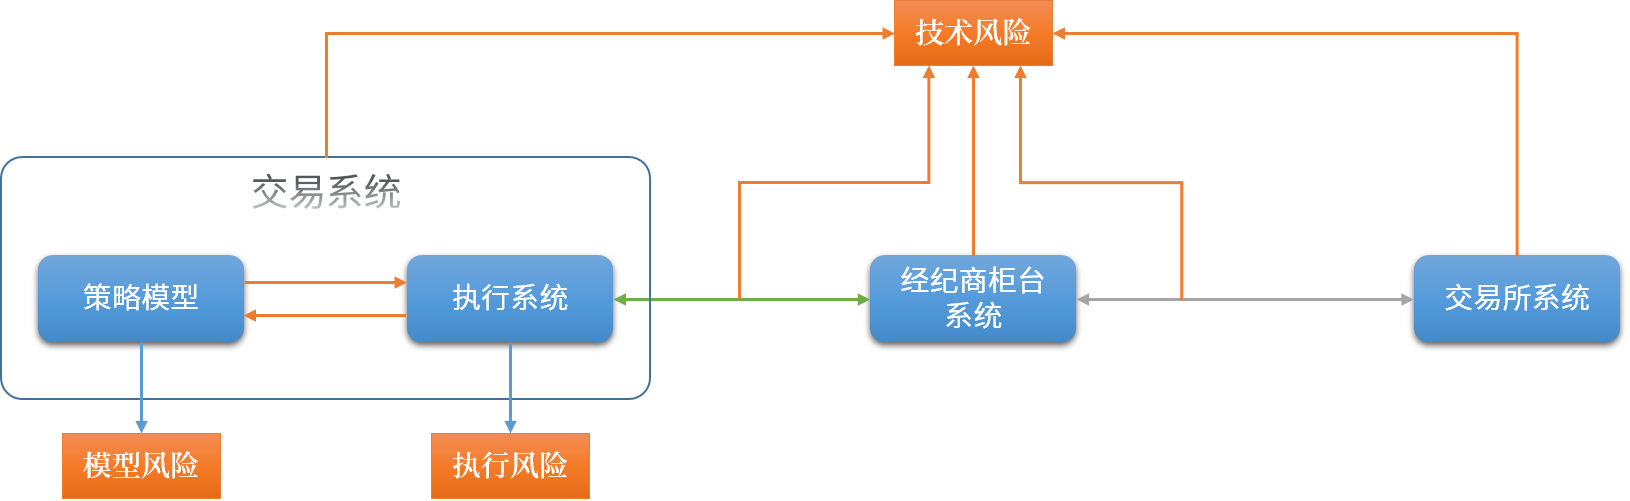 技术风险
交易系统
策略模型
执行系统
经纪商柜台
系统
交易所系统
模型风险
执行风险